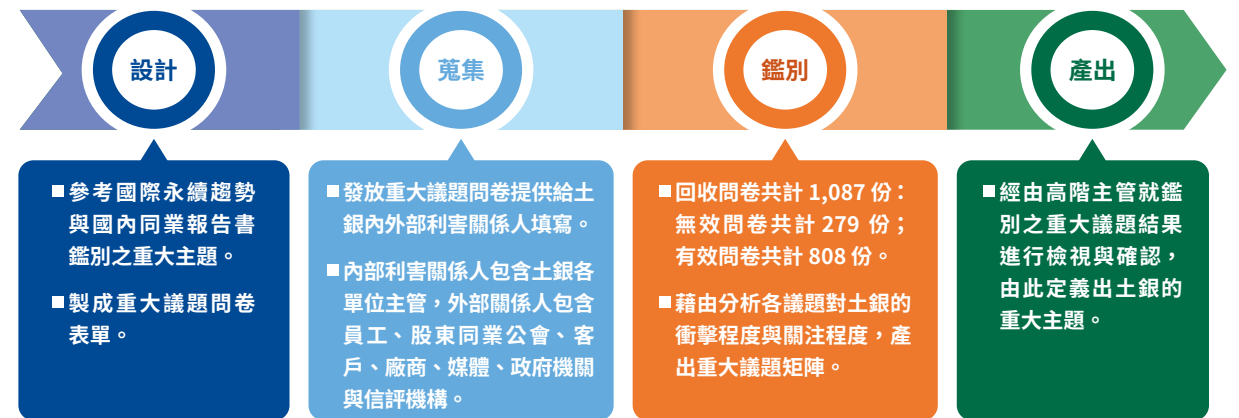 設計
蒐集
鑑別
產出
參考國際永續趨勢
與國內同業報告書
鑑別之重大主題。
製成重大議題問卷
表單。
發放重大議題問卷提供給土
銀內外部利害關係人填寫。
內部利害關係人包含土銀各
單位主管，外部關係人包含
員工、股東同業公會、客
戶、廠商、媒體、政府機關
與信評機構。
回收問卷共計 1,087 份：
無效問卷共計 279 份；
有效問卷共計 808 份。
藉由分析各議題對土銀的
衝擊程度與關注程度，產
出重大議題矩陣。
經由高階主管就鑑
別之重大議題結果
進行檢視與確認，
由此定義出土銀的
重大主題。